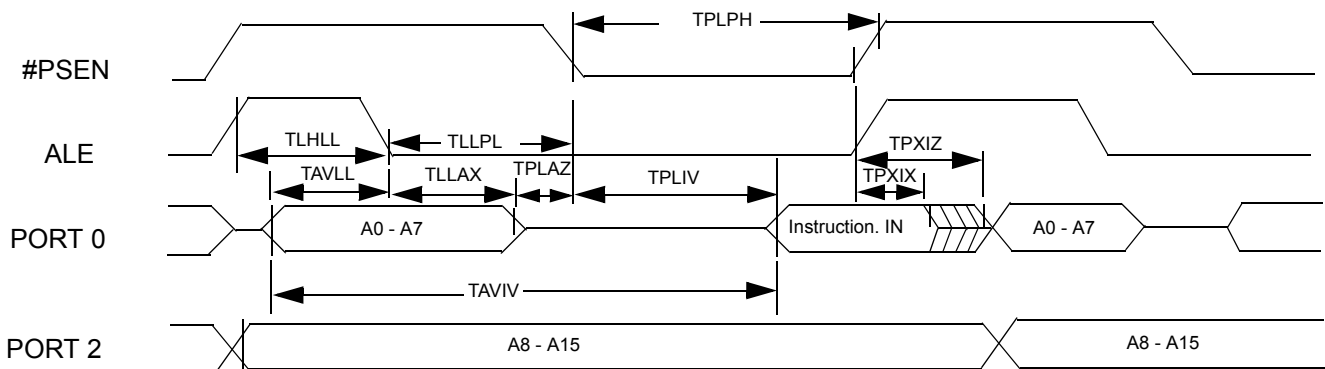 TPLPH
#PSEN
ALE
TLHLL
TLLPL
TPXIZ
TAVLL
TLLAX
TPLAZ
TPLIV
TPXIX
PORT 0
A0 - A7
Instruction. IN
A0 - A7
TAVIV
PORT 2
A8 - A15
A8 - A15